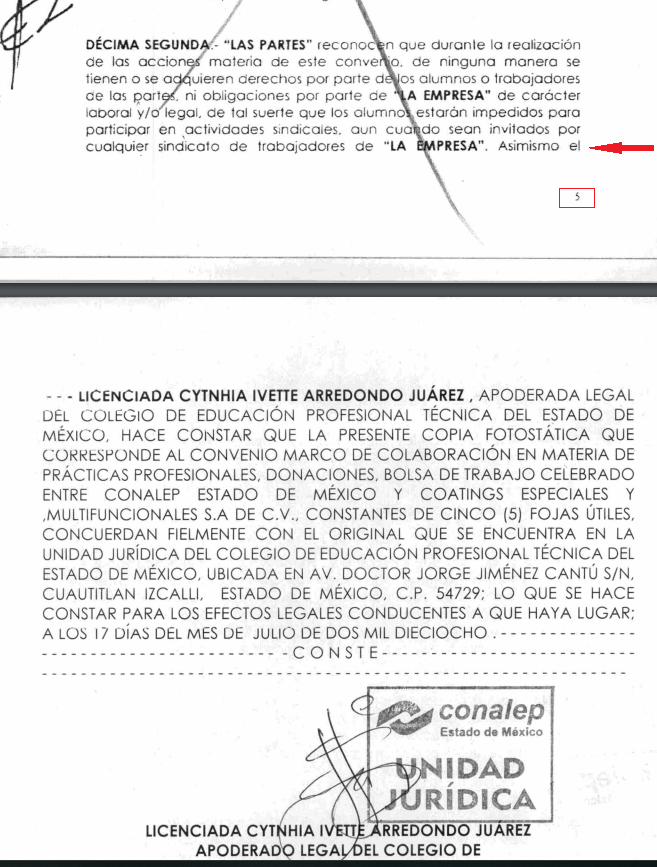 DÉCIMA SEGUNDA.- "LAS PARTES" reconocen que durante la realización
de las acciones materia de este convenio, de ninguna manera se
tienen o se adquieren derechos por parte de los alumnos o trabajadores
de las partes, ni obligaciones por parte de "LA EMPRESA" de carácter
laboral y/o legal, de tal suerte que los alumnos estarán impedidos para
participar en actividades sindicales, aun cuando sean invitados por
cualquier sindicato de trabajadores de "LA EMPRESA". Asimismo el
5
- - - LICENCIADA CYTNHIA IVETTE ARREDONDO JUÁREZ , APODERADA LEGAL
DEL COLEGIO DE EDUCACIÓN PROFESIONAL TÉCNICA DEL ESTADO DE
MÉXICO, HACE CONSTAR QUE LA PRESENTE COPIA FOTOSTÁTICA QUE
CORRESPONDE AL CONVENIO MARCO DE COLABORACIÓN EN MATERIA DE
PRÁCTICAS PROFESIONALES, DONACIONES, BOLSA DE TRABAJO CELEBRADO
ENTRE CONALEP ESTADO DE MÉXICO Y COATINGS ESPECIALES Y
,MULTIFUNCIONALES S.A DE C.V., CONSTANTES DE CINCO (5) FOJAS ÚTILES,
CONCUERDAN FIELMENTE CON EL ORIGINAL QUE SE ENCUENTRA EN LA
UNIDAD JURÍDICA DEL COLEGIO DE EDUCACIÓN PROFESIONAL TÉCNICA DEL
ESTADO DE MÉXICO, UBICADA EN AV. DOCTOR JORGE JIMÉNEZ CANTÚ S/N,
CUAUTITLAN IZCALLI, ESTADO DE MÉXICO, C.P. 54729; LO QUE SE HACE
CONSTAR PARA LOS EFECTOS LEGALES CONDUCENTES A QUE HAYA LUGAR;
A LOS 17 DÍAS DEL MES DE JULIO DE DOS MIL DIECIOCHO . - - - - - - - - - - - - - -
- - - - - - - - - - - - - - - - - - - - - - - - - C O N S T E - - - - - - - - - - - - - - - - - - - - - - - - - -
- - - - - - - - - - - - - - - - - - - - - - - - - - - - - - - - - - - - - - - - - - - - - - - - - - - - - - - - - -
conalep
Estado de México
UNIDAD
JURÍDICA
LICENCIADA CYTNHIA IVETTE ARREDONDO JUÁREZ
APODERADO LEGAL DEL COLEGIO DE